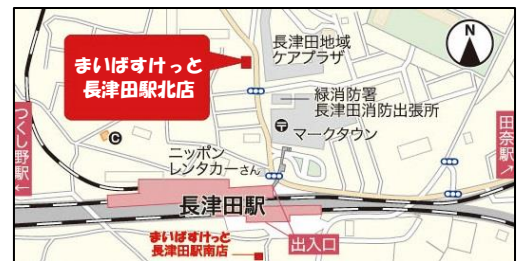 まいばすけっと
長津田駅北店
長津田地域
ケアプラザ
N
緑消防署
長津田消防出張所
〒
マークタウン
C
つくし野駅←
田奈駅→
ニッポン
レンタカーさん
長津田駅
出入口
まいばすけっと
長津田駅南店